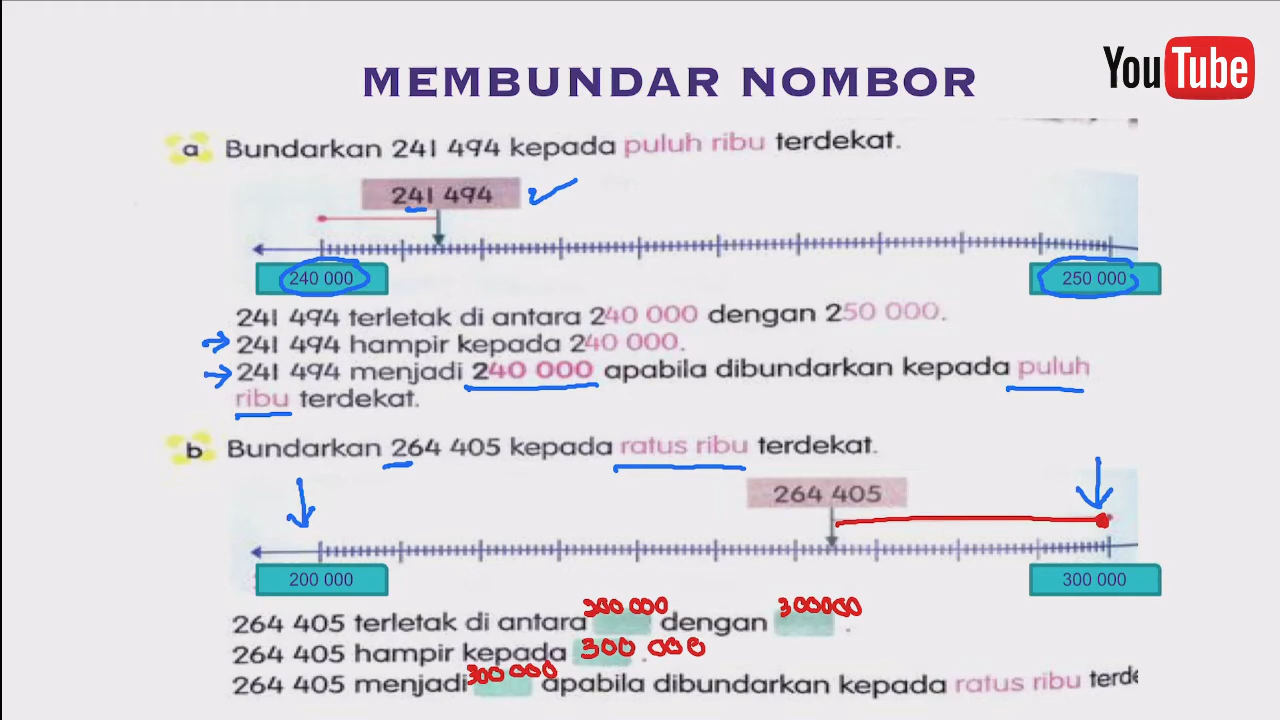 YouTube
MEMBUNDAR NOMBOR
a Bundarkan 241 494 kepada puluh ribu terdekat.
241 494
240 000 250 000
241 494 terletak di antara 240 000 dengan 250 000.
241 494 hampir kepada 240 000.
241 494 menjadi 240 000 apabila dibundarkan kepada puluh
ribu terdekat.
b Bundarkan 264 405 kepada ratus ribu terdekat.
264 405
200 000 300 000
264 405 terletak di antara 200 000 dengan 300000.
264 405 hampir kepada 300 000.
264 405 menjadi 300 000 apabila dibundarkan kepada ratus ribu terde